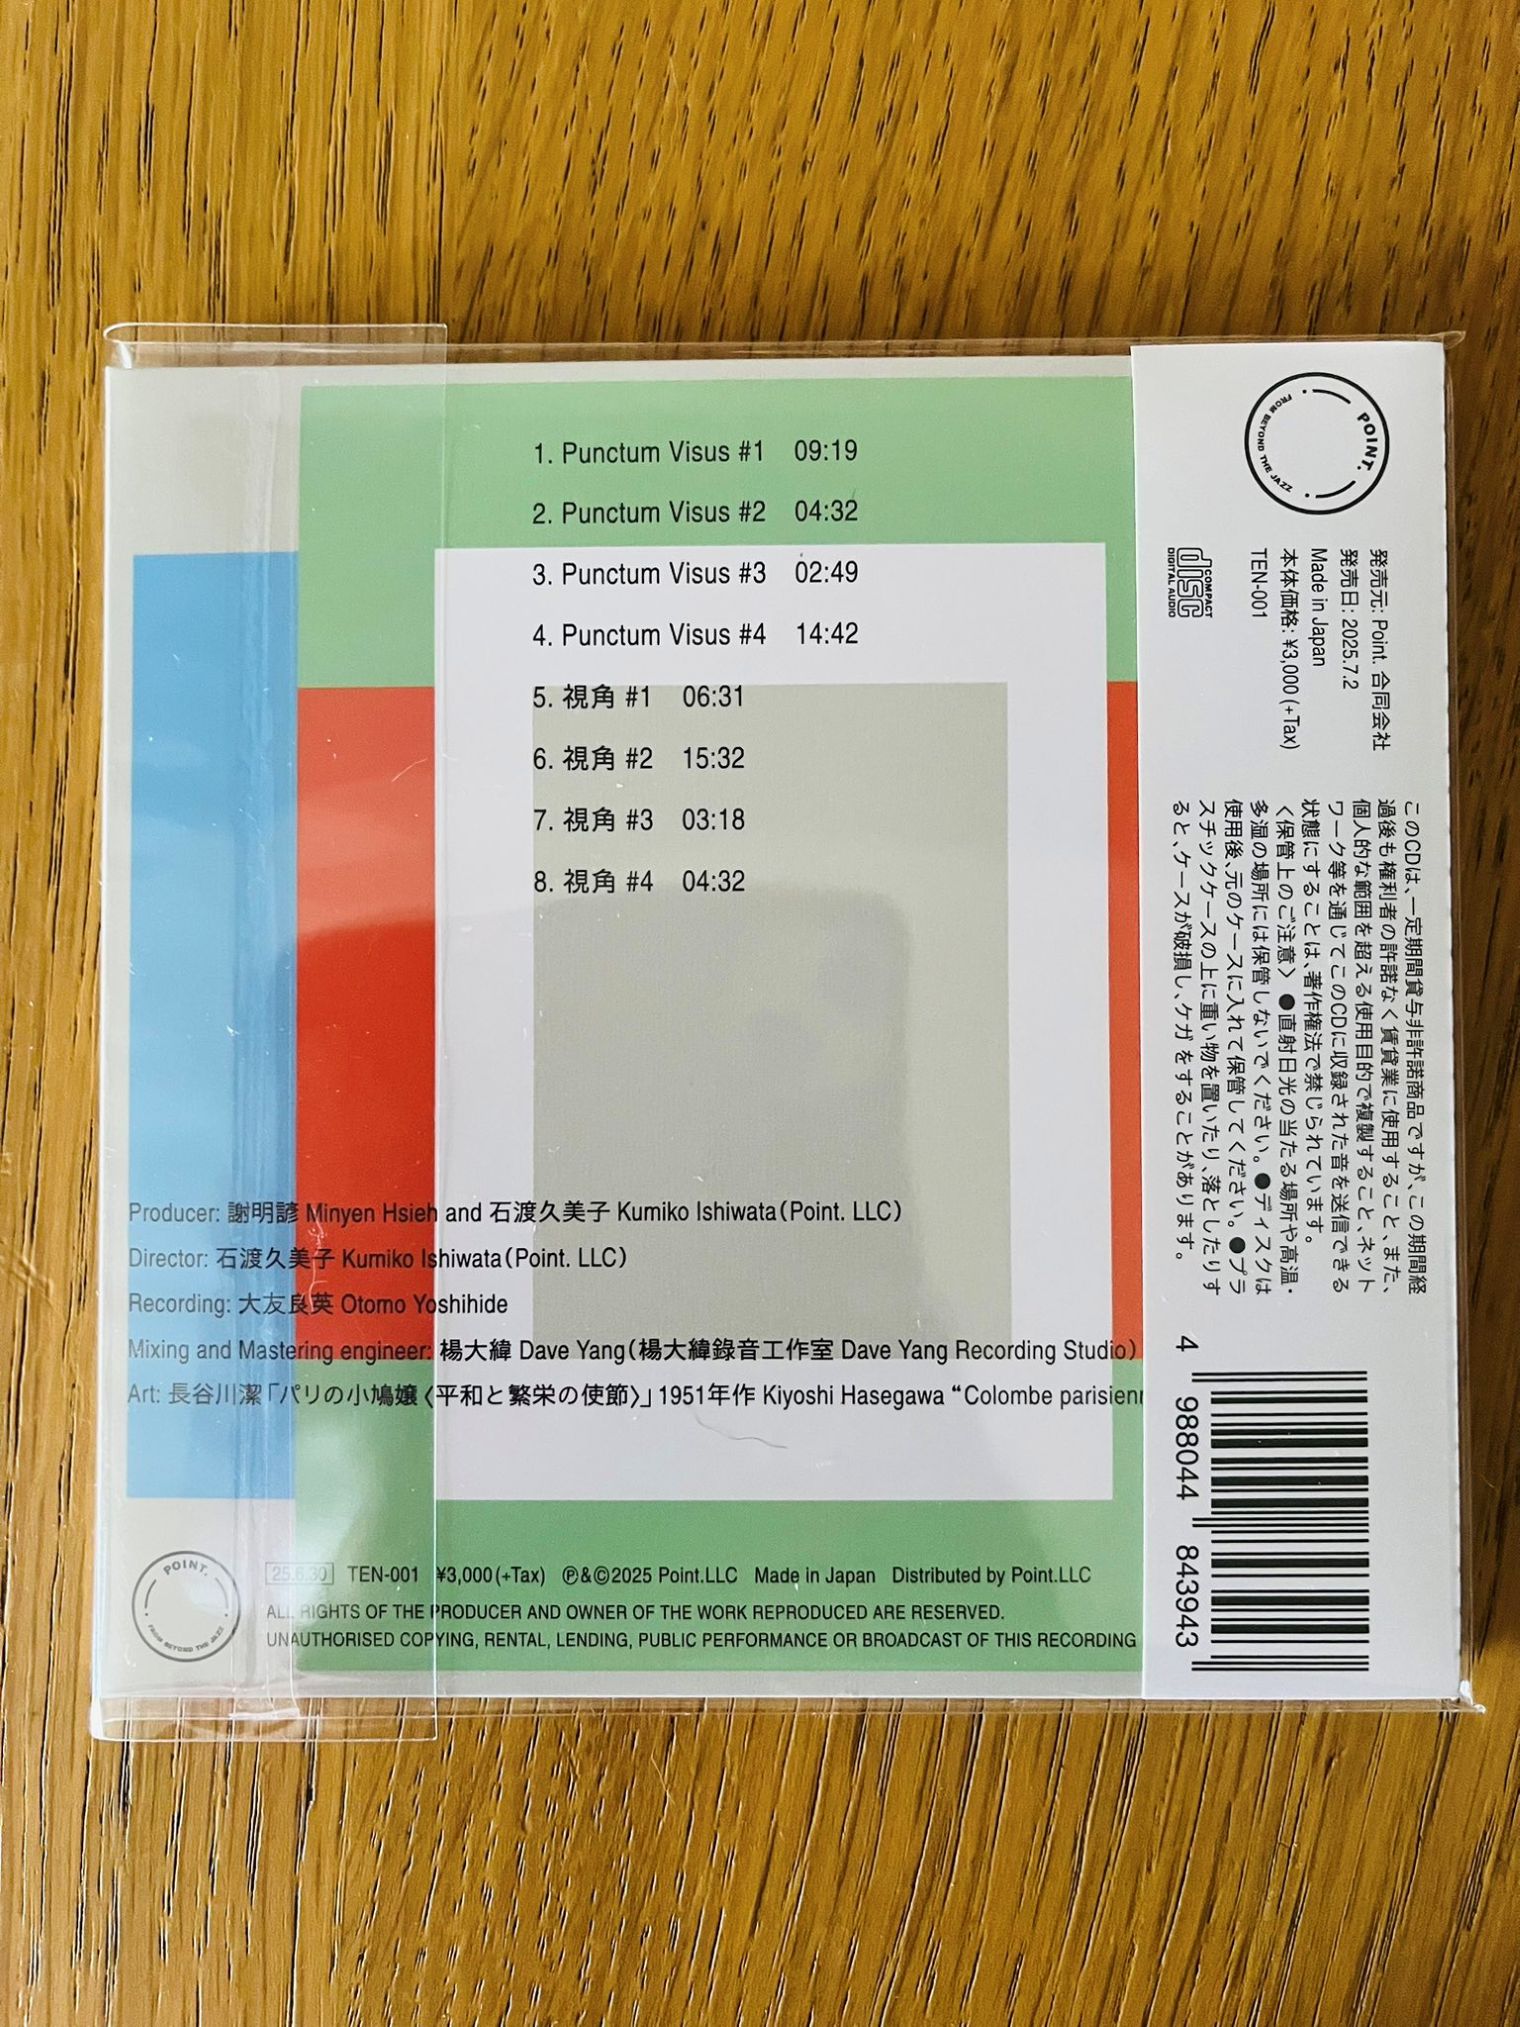 1. Punctum Visus #1 09:19
2. Punctum Visus #2 04:32
3. Punctum Visus #3 02:49
4. Punctum Visus #4 14:42
5. 視角 #1 06:31
6. 視角 #2 15:32
7. 視角 #3 03:18
8. 視角 #4 04:32
Producer: 謝明諺 Minyen Hsieh and 石渡久美子 Kumiko Ishiwata(Point. LLC)
Director: 石渡久美子 Kumiko Ishiwata(Point. LLC)
Recording: 大友良英 Otomo Yoshihide
Mixing and Mastering engineer: 楊大緯 Dave Yang(楊大緯錄音工作室 Dave Yang Recording Studio)
Art: 長谷川潔「パリの小鳩嬢〈平和と繁栄の使節〉」1951年作 Kiyoshi Hasegawa “Colombe parisien
POINT.
FROM BEYOND THE JAZZ
25.6.30 TEN-001 ¥3,000(+Tax) Ⓟ&©2025 Point.LLC Made in Japan Distributed by Point.LLC
ALL RIGHTS OF THE PRODUCER AND OWNER OF THE WORK REPRODUCED ARE RESERVED.
UNAUTHORISED COPYING, RENTAL, LENDING, PUBLIC PERFORMANCE OR BROADCAST OF THIS RECORDING
POINT.
FROM BEYOND THE JAZZ
発売元: Point. 合同会社
発売日: 2025.7.2
Made in Japan
本体価格: ¥3,000 (+Tax)
TEN-001
COMPACT
disc
DIGITAL AUDIO
このCDは、一定期間貸与非許諾商品ですが、この期間経
過後も権利者の許諾なく賃貸業に使用すること、また、
個人的な範囲を超える使用目的で複製すること、ネット
ワーク等を通じてこのCDに収録された音を送信できる
状態にすることは、著作権法で禁じられています。
〈保管上のご注意〉 ●直射日光の当たる場所や高温・
多湿の場所には保管しないでください。●ディスクは
使用後、元のケースに入れて保管してください。●プラ
スチックケースの上に重い物を置いたり、落としたりす
ると、ケースが破損し、ケガをすることがあります。
4 988044 843943